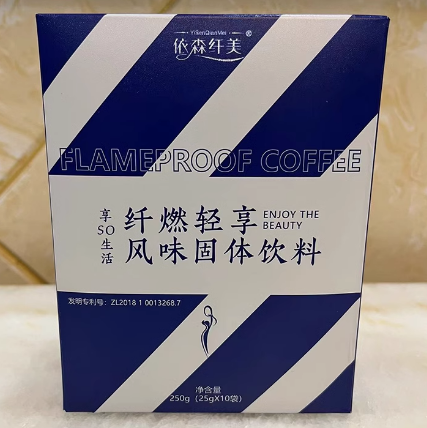 YiSenQianMei
依森纤美®
FLAMEPROOF COFFEE
享SO生活
纤燃轻享
ENJOY THE
BEAUTY
风味固体饮料
发明专利号：ZL2018 1 0013268.7
净含量
250g（25gX10袋）